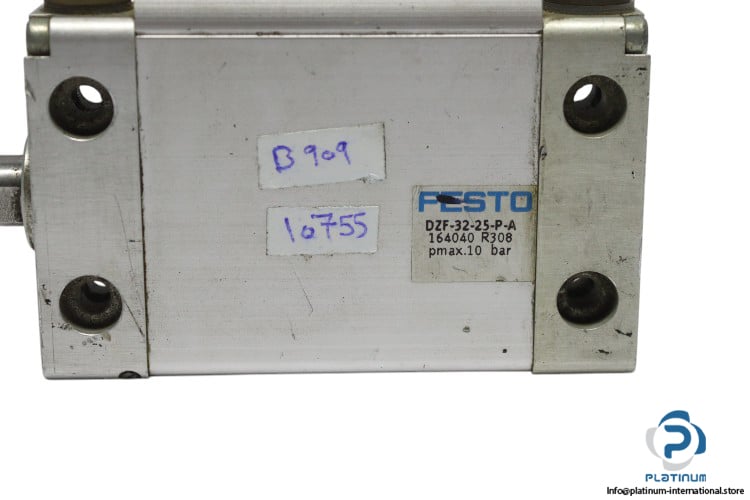 B909
10755
FESTO
DZF-32-25-P-A
164040 R308
pmax.10 bar
PLATINUM
Info@platinum-international.store